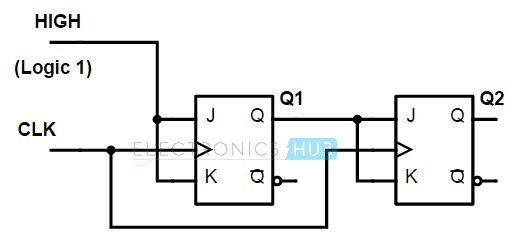 HIGH
(Logic 1)
CLK
J Q
K Q̅
Q1
J Q
K Q̅
Q2
ELECTRONICS HUB